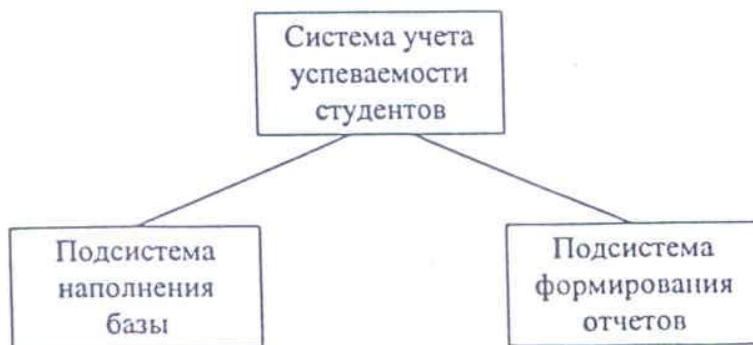 Система учета
успеваемости
студентов
Подсистема
наполнения
базы
Подсистема
формирования
отчетов